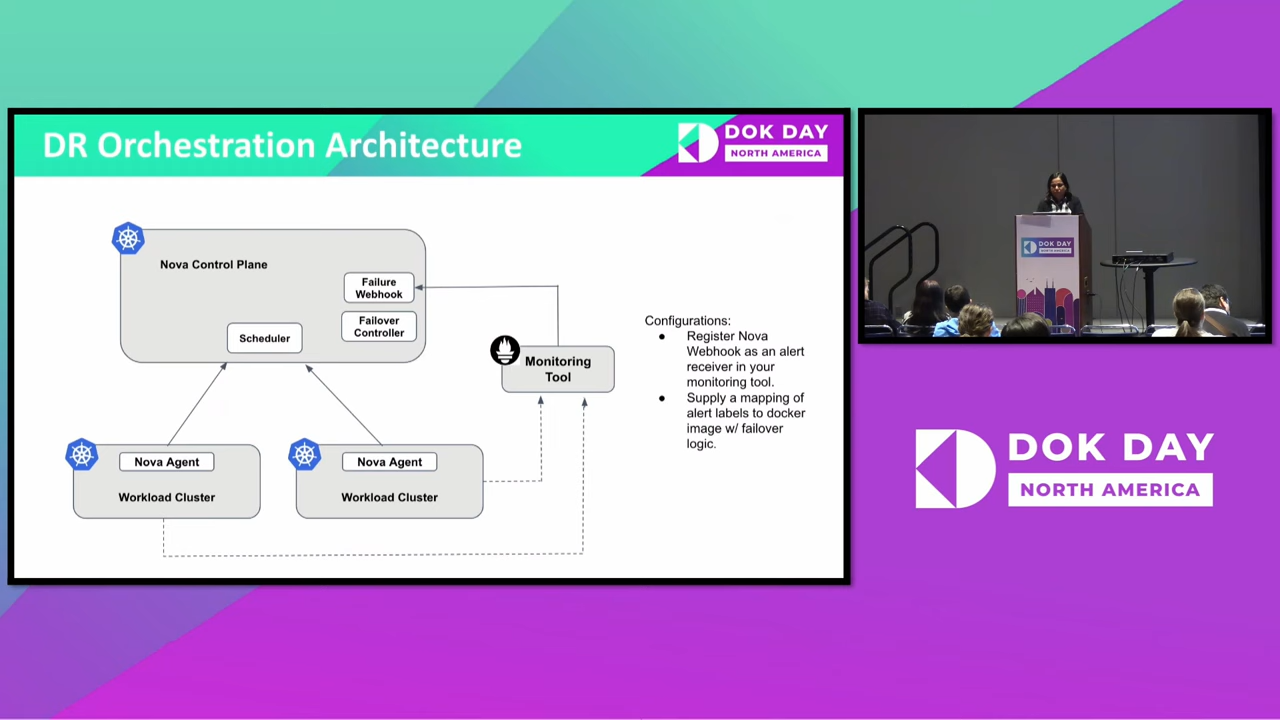 DR Orchestration Architecture
DOK DAY
NORTH AMERICA
Nova Control Plane
Failure
Webhook
Failover
Controller
Scheduler
Monitoring
Tool
Nova Agent
Workload Cluster
Nova Agent
Workload Cluster
Configurations:
● Register Nova
Webhook as an alert
receiver in your
monitoring tool.
● Supply a mapping of
alert labels to docker
image w/ failover
logic.
DOK DAY
NORTH AMERICA
DOK DAY
NORTH AMERICA